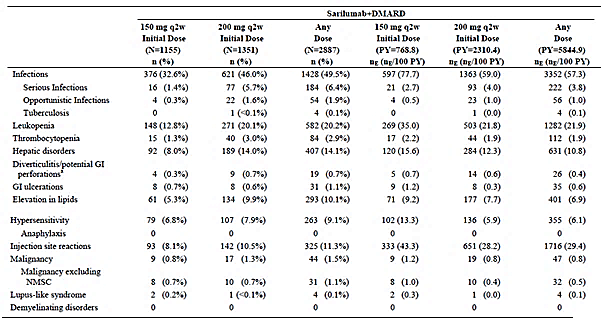 Sarilumab+DMARD
150 mg q2w 200 mg q2w Any 150 mg q2w 200 mg q2w Any
Initial Dose Initial Dose Dose Initial Dose Initial Dose Dose
(N=1155) (N=1351) (N=2887) (PY=768.8) (PY=2310.4) (PY=5844.9)
n (%) n (%) n (%) nG (ng/100 PY) nG (ng/100 PY) nG (ng/100 PY)
Infections 376 (32.6%) 621 (46.0%) 1428 (49.5%) 597 (77.7) 1363 (59.0) 3352 (57.3)
Serious Infections 16 (1.4%) 77 (5.7%) 184 (6.4%) 21 (2.7) 93 (4.0) 222 (3.8)
Opportunistic Infections 4 (0.3%) 22 (1.6%) 54 (1.9%) 4 (0.5) 23 (1.0) 56 (1.0)
Tuberculosis 0 1 (<0.1%) 4 (0.1%) 0 1 (0.0) 4 (0.1)
Leukopenia 148 (12.8%) 271 (20.1%) 582 (20.2%) 269 (35.0) 503 (21.8) 1282 (21.9)
Thrombocytopenia 15 (1.3%) 40 (3.0%) 84 (2.9%) 17 (2.2) 44 (1.9) 112 (1.9)
Hepatic disorders 92 (8.0%) 189 (14.0%) 407 (14.1%) 120 (15.6) 284 (12.3) 631 (10.8)
Diverticulitis/potential GI
perforations 4 (0.3%) 9 (0.7%) 19 (0.7%) 5 (0.7) 14 (0.6) 26 (0.4)
GI ulcerations 8 (0.7%) 8 (0.6%) 31 (1.1%) 9 (1.2) 8 (0.3) 35 (0.6)
Elevation in lipids 61 (5.3%) 134 (9.9%) 293 (10.1%) 71 (9.2) 177 (7.7) 401 (6.9)
Hypersensitivity 79 (6.8%) 107 (7.9%) 263 (9.1%) 102 (13.3) 136 (5.9) 355 (6.1)
Anaphylaxis 0 0 0 0 0 0
Injection site reactions 93 (8.1%) 142 (10.5%) 325 (11.3%) 333 (43.3) 651 (28.2) 1716 (29.4)
Malignancy 9 (0.8%) 17 (1.3%) 44 (1.5%) 9 (1.2) 19 (0.8) 47 (0.8)
Malignancy excluding
NMSC 8 (0.7%) 10 (0.7%) 31 (1.1%) 8 (1.0) 10 (0.4) 32 (0.5)
Lupus-like syndrome 2 (0.2%) 1 (<0.1%) 4 (0.1%) 2 (0.3) 1 (0.0) 4 (0.1)
Demyelinating disorders 0 0 0 0 0 0